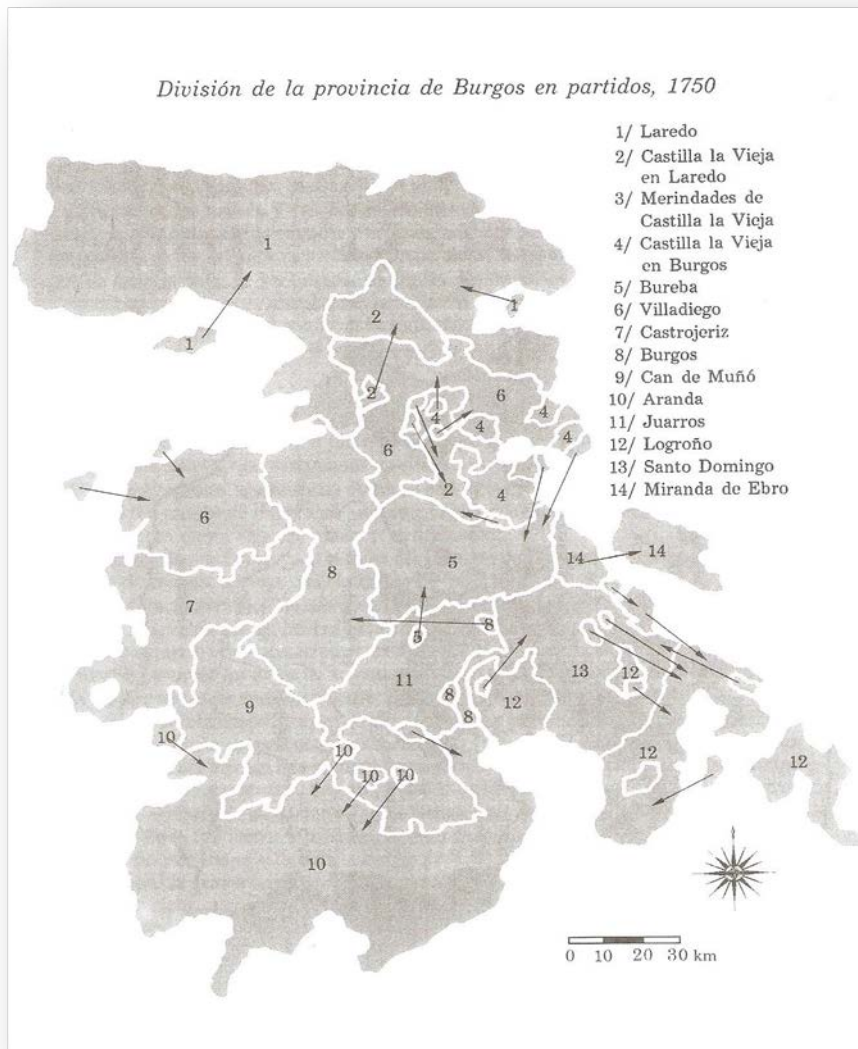 División de la provincia de Burgos en partidos, 1750
1/ Laredo
2/ Castilla la Vieja
en Laredo
3/ Merindades de
Castilla la Vieja
4/ Castilla la Vieja
en Burgos
5/ Bureba
6/ Villadiego
7/ Castrojeriz
8/ Burgos
9/ Can de Muñó
10/ Aranda
11/ Juarros
12/ Logroño
13/ Santo Domingo
14/ Miranda de Ebro
1
1
1
2
2
6
4
4
4
4
6
2
4
6
5
14
14
8
7
5
8
11
8
8
12
13
12
9
10
12
12
10
10
10
10
0 10 20 30 km